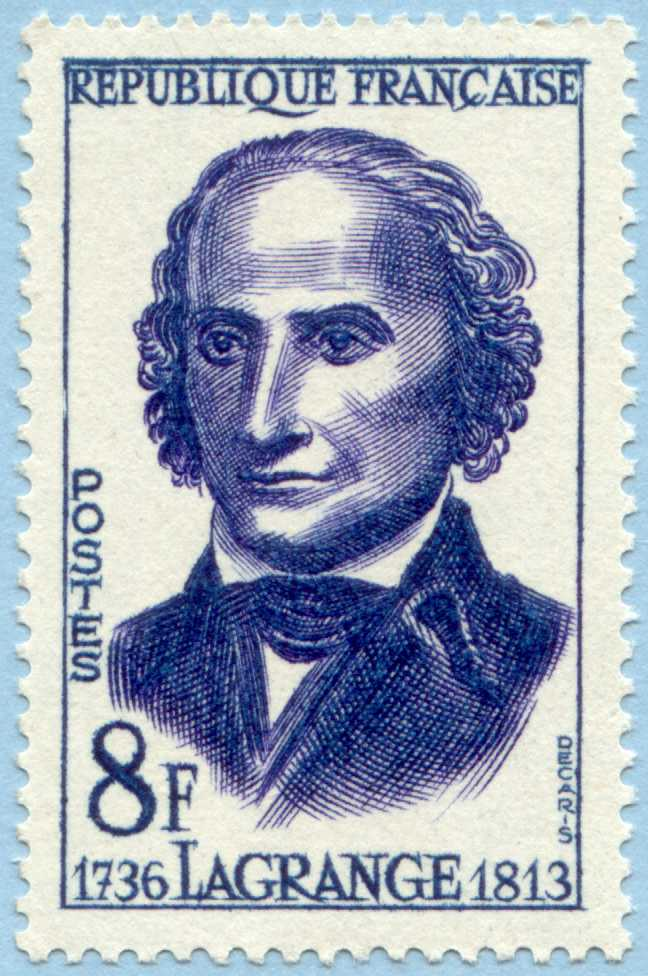 REPUBLIQUE FRANÇAISE
POSTES
8F
DECARIS
1736 LAGRANGE 1813